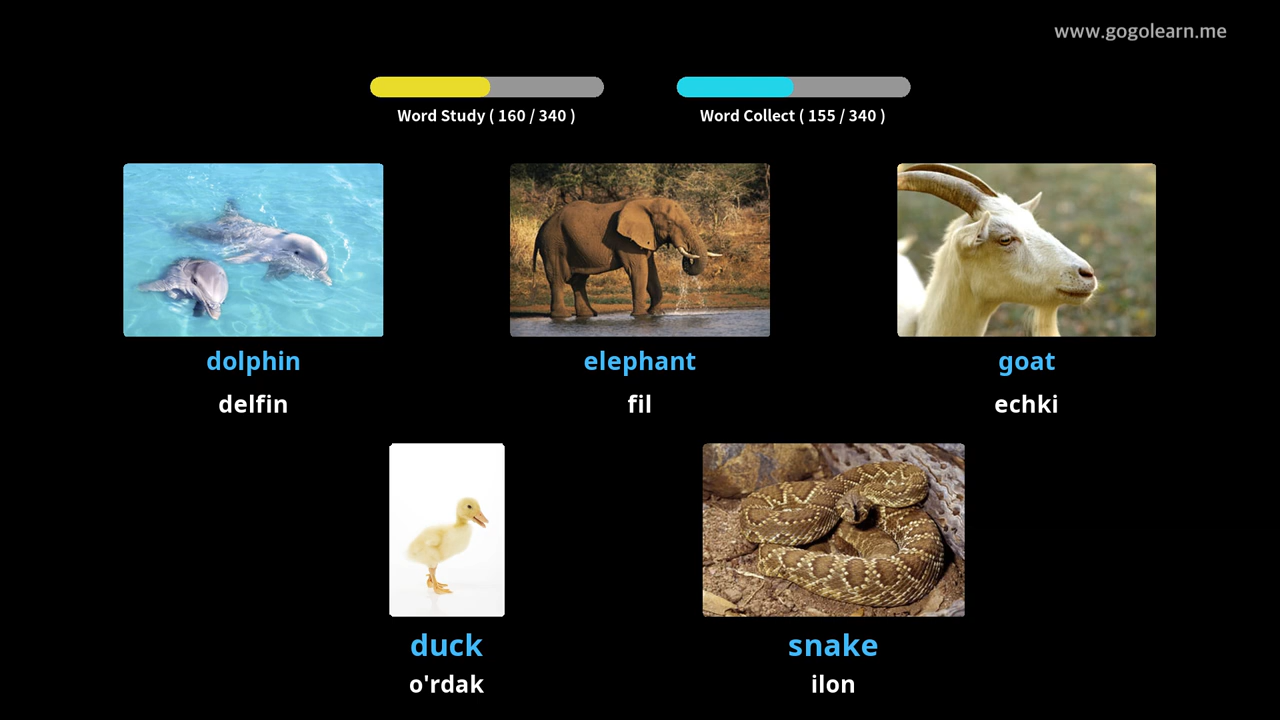 www.gogolearn.me
Word Study ( 160 / 340 )
Word Collect ( 155 / 340 )
dolphin
elephant
goat
delfin
fil
echki
duck
snake
o'rdak
ilon